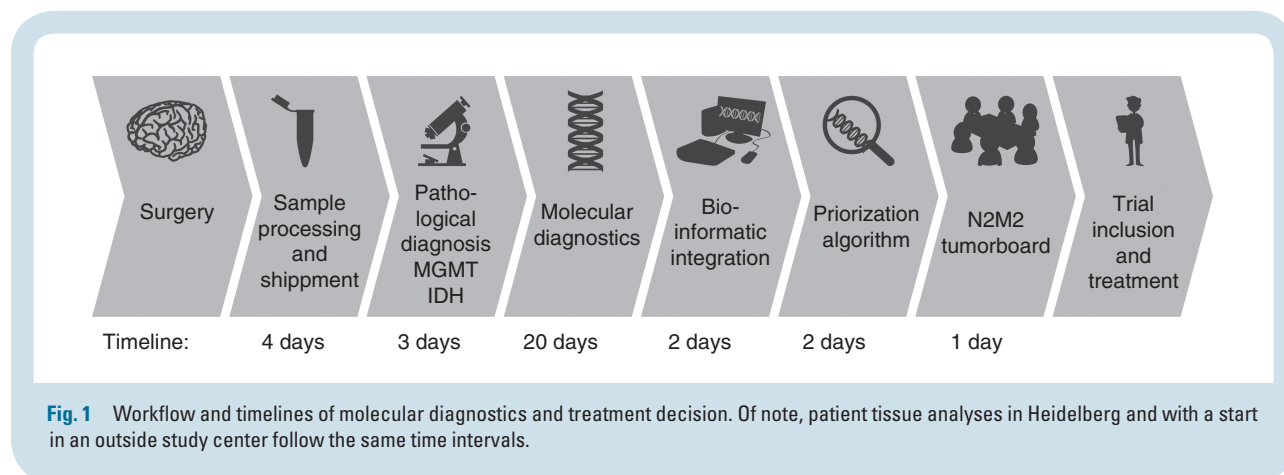 Surgery
Sample
processing
and
shippment
Patho-
logical
diagnosis
MGMT
IDH
Molecular
diagnostics
Bio-
informatic
integration
Priorization
algorithm
N2M2
tumorboard
Trial
inclusion
and
treatment
Timeline: 4 days 3 days 20 days 2 days 2 days 1 day
Fig. 1 Workflow and timelines of molecular diagnostics and treatment decision. Of note, patient tissue analyses in Heidelberg and with a start
in an outside study center follow the same time intervals.